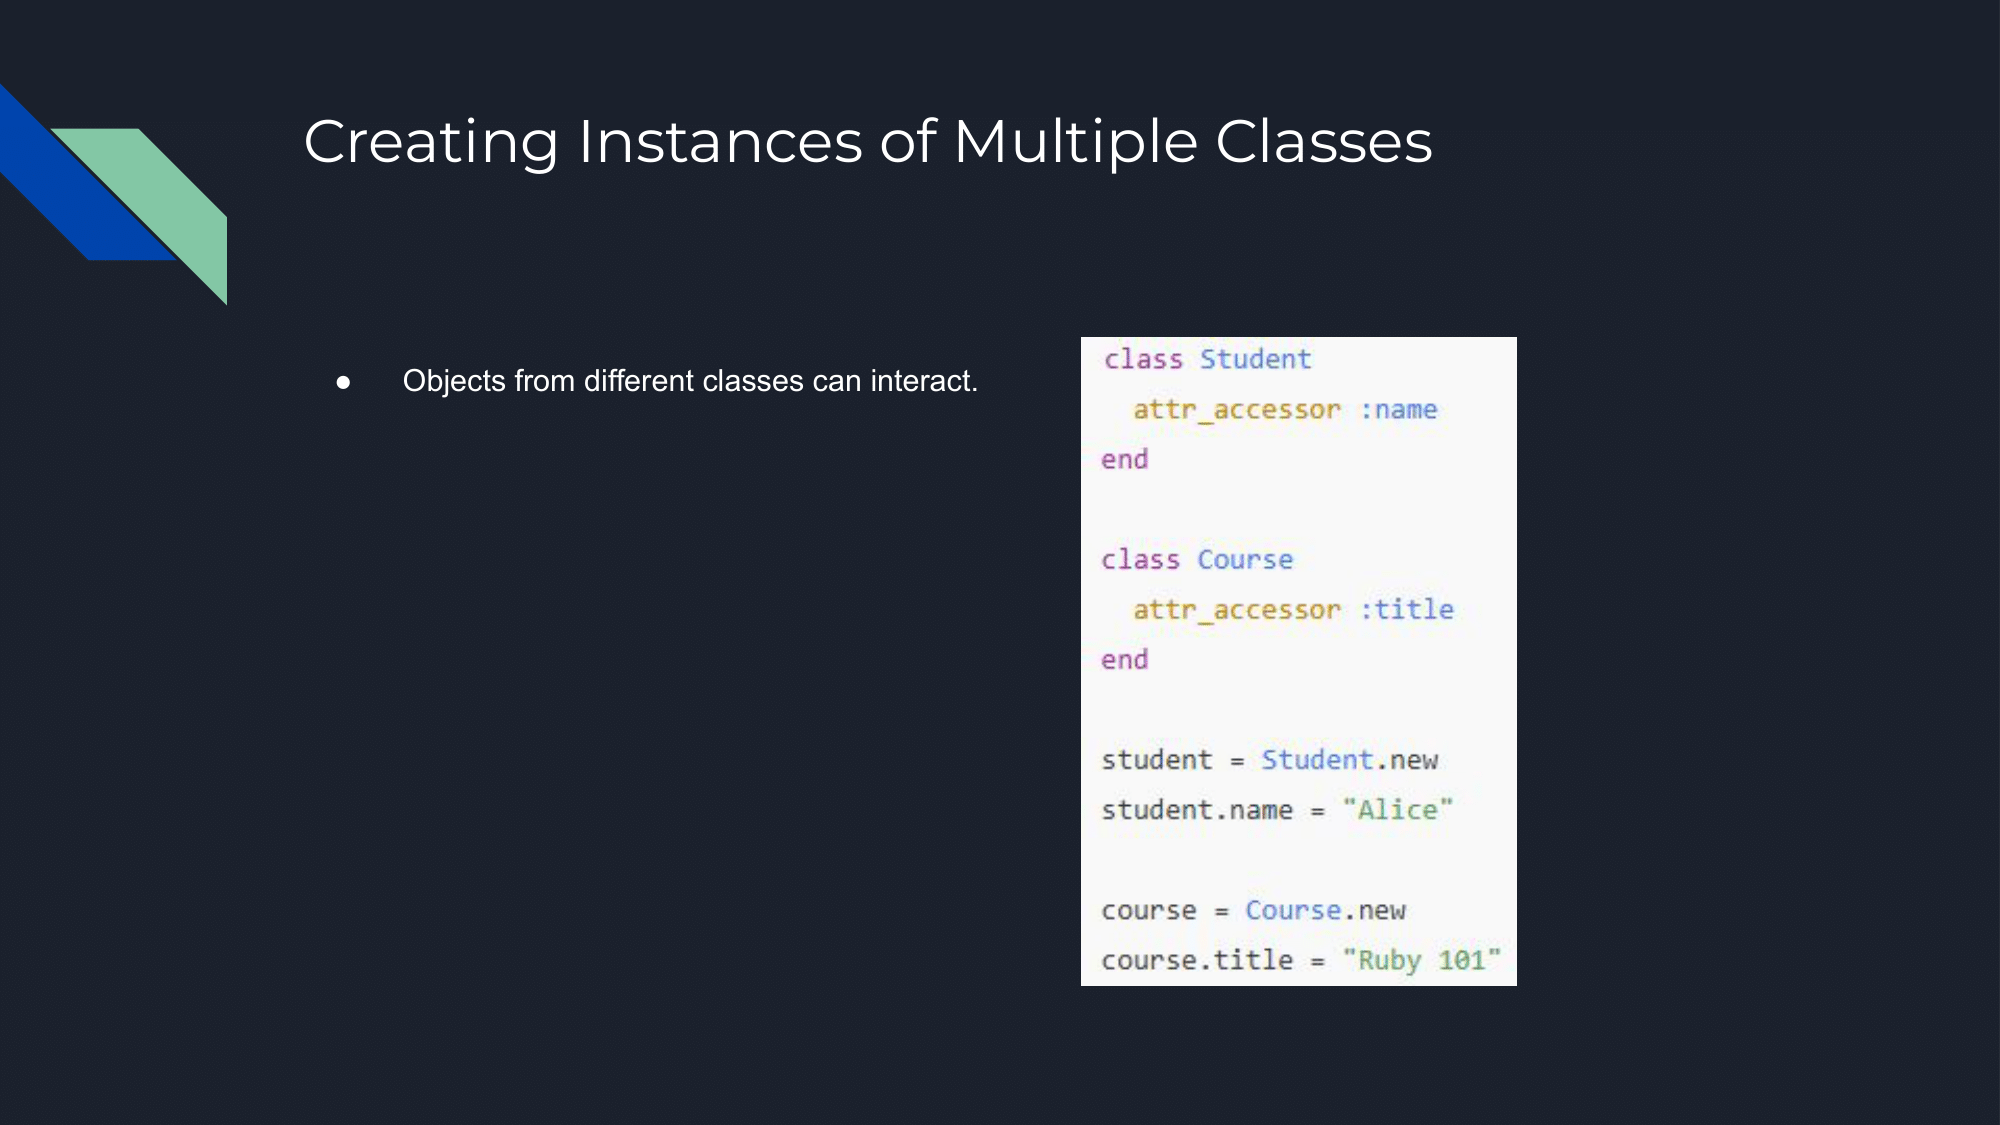 Creating Instances of Multiple Classes
● Objects from different classes can interact.
class Student
  attr_accessor :name
end

class Course
  attr_accessor :title
end

student = Student.new
student.name = "Alice"

course = Course.new
course.title = "Ruby 101"